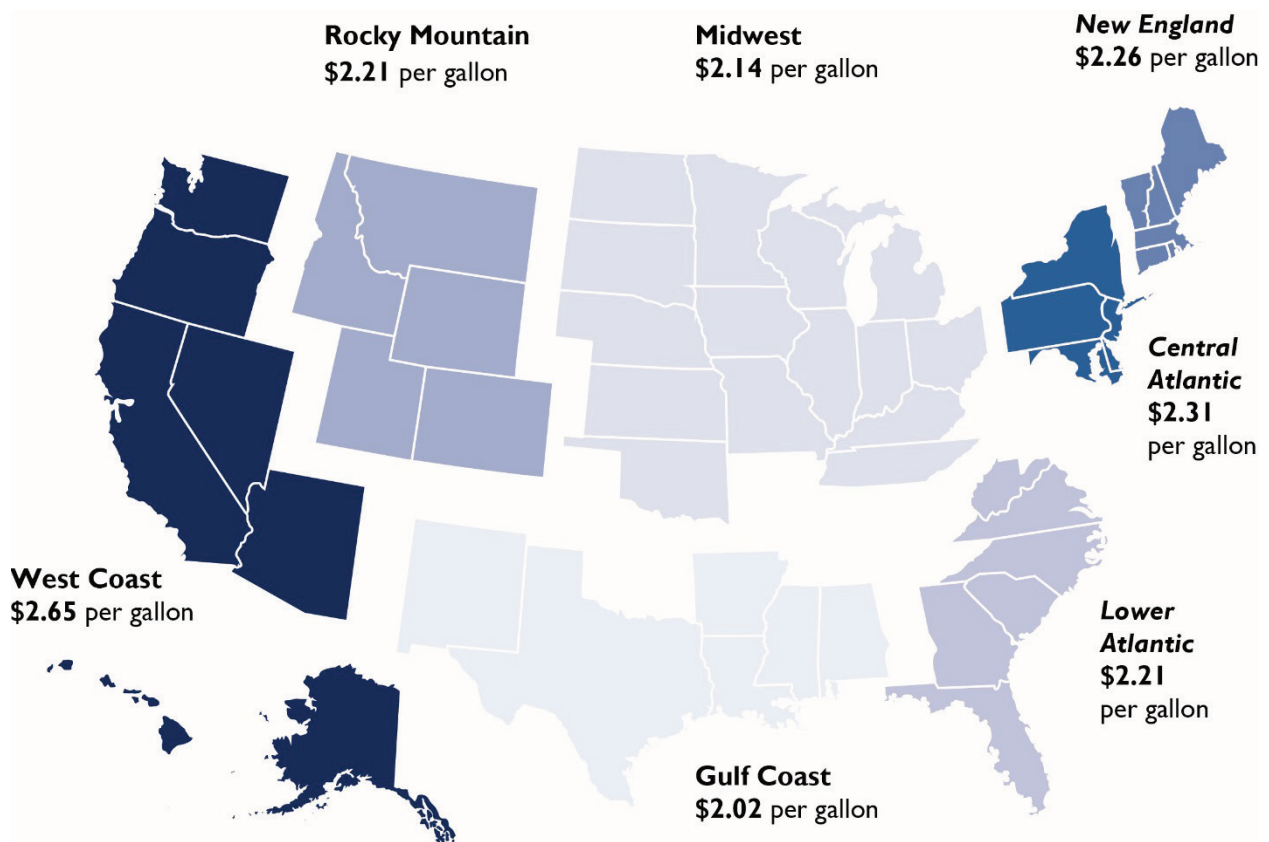 Rocky Mountain
$2.21 per gallon
Midwest
$2.14 per gallon
New England
$2.26 per gallon
Central
Atlantic
$2.31
per gallon
West Coast
$2.65 per gallon
Lower
Atlantic
$2.21
per gallon
Gulf Coast
$2.02 per gallon